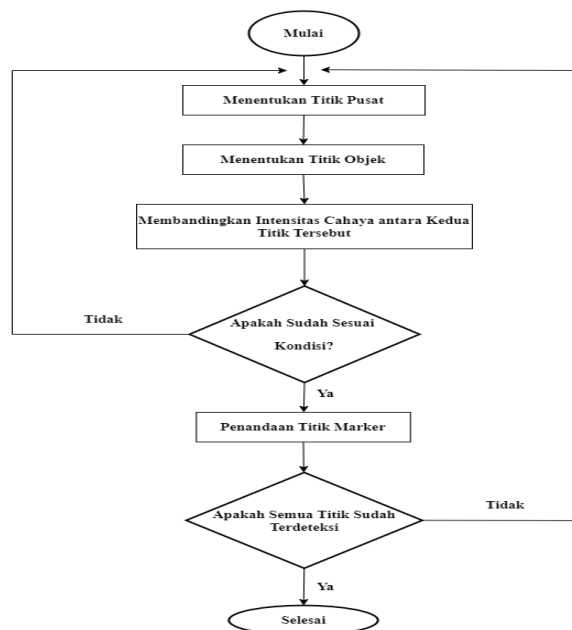 Mulai
Menentukan Titik Pusat
Menentukan Titik Objek
Membandingkan Intensitas Cahaya antara Kedua
Titik Tersebut
Tidak
Apakah Sudah Sesuai
Kondisi?
Ya
Penandaan Titik Marker
Apakah Semua Titik Sudah
Terdeteksi
Tidak
Ya
Selesai